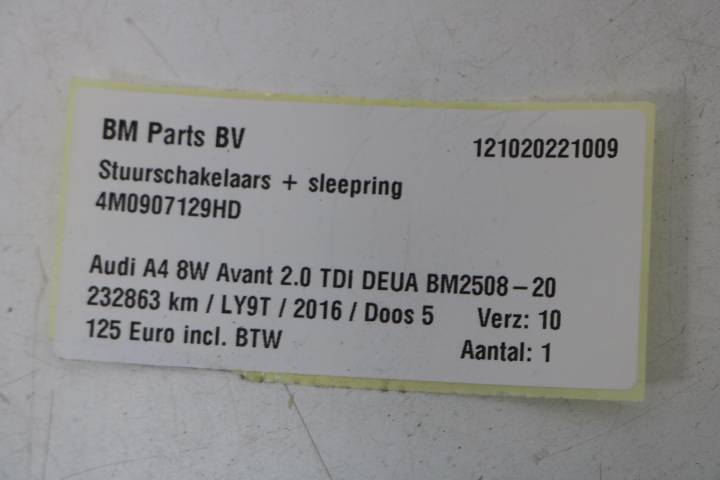 BM Parts BV 121020221009
Stuurschakelaars + sleepring
4M0907129HD
Audi A4 8W Avant 2.0 TDI DEUA BM2508-20
232863 km / LY9T / 2016 / Doos 5 Verz: 10
125 Euro incl. BTW Aantal: 1